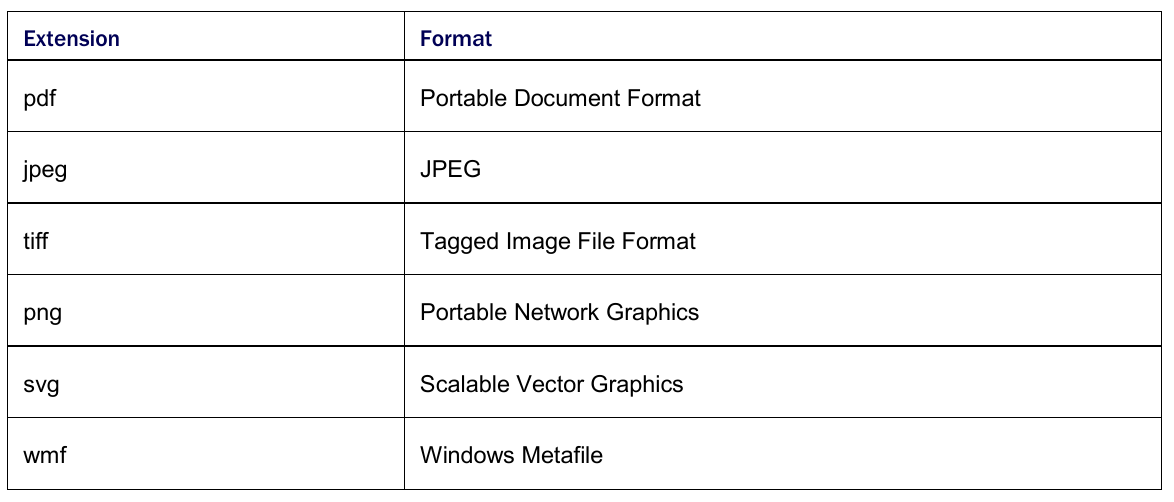 Extension Format
pdf Portable Document Format
jpeg JPEG
tiff Tagged Image File Format
png Portable Network Graphics
svg Scalable Vector Graphics
wmf Windows Metafile